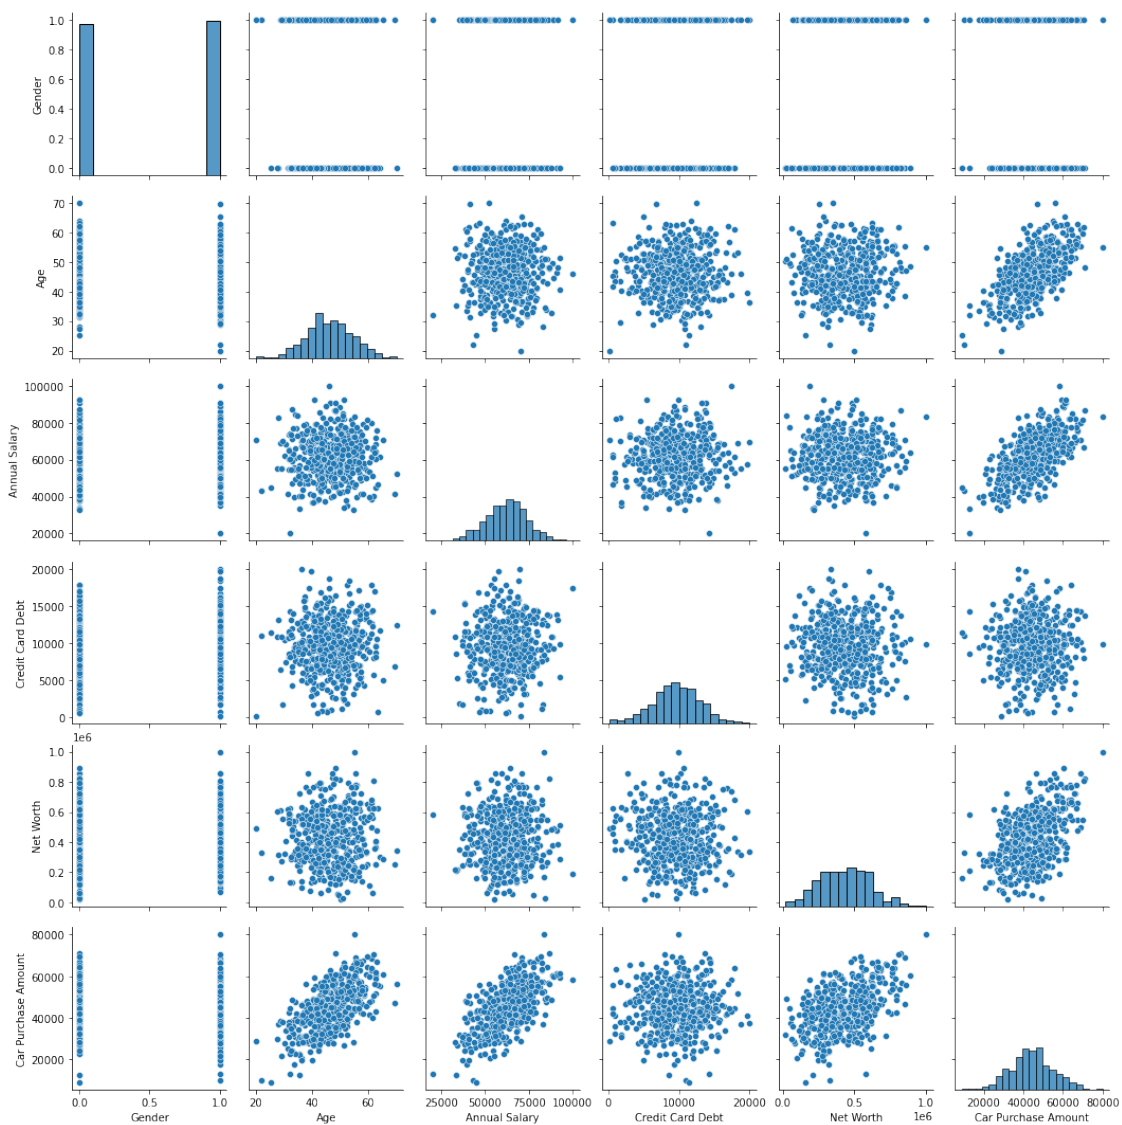 1.0
0.8
0.6
0.4
0.2
0.0
Gender
70
60
50
40
30
20
Age
100000
80000
60000
40000
20000
Annual Salary
20000
15000
10000
5000
0
Credit Card Debt
1e6
1.0
0.8
0.6
0.4
0.2
0.0
Net Worth
80000
60000
40000
20000
Car Purchase Amount
0.0 0.5 1.0
Gender
20 40 60
Age
25000 50000 75000 100000
Annual Salary
0 10000 20000
Credit Card Debt
0.0 0.5 1.0
1e6
Net Worth
20000 40000 60000 80000
Car Purchase Amount